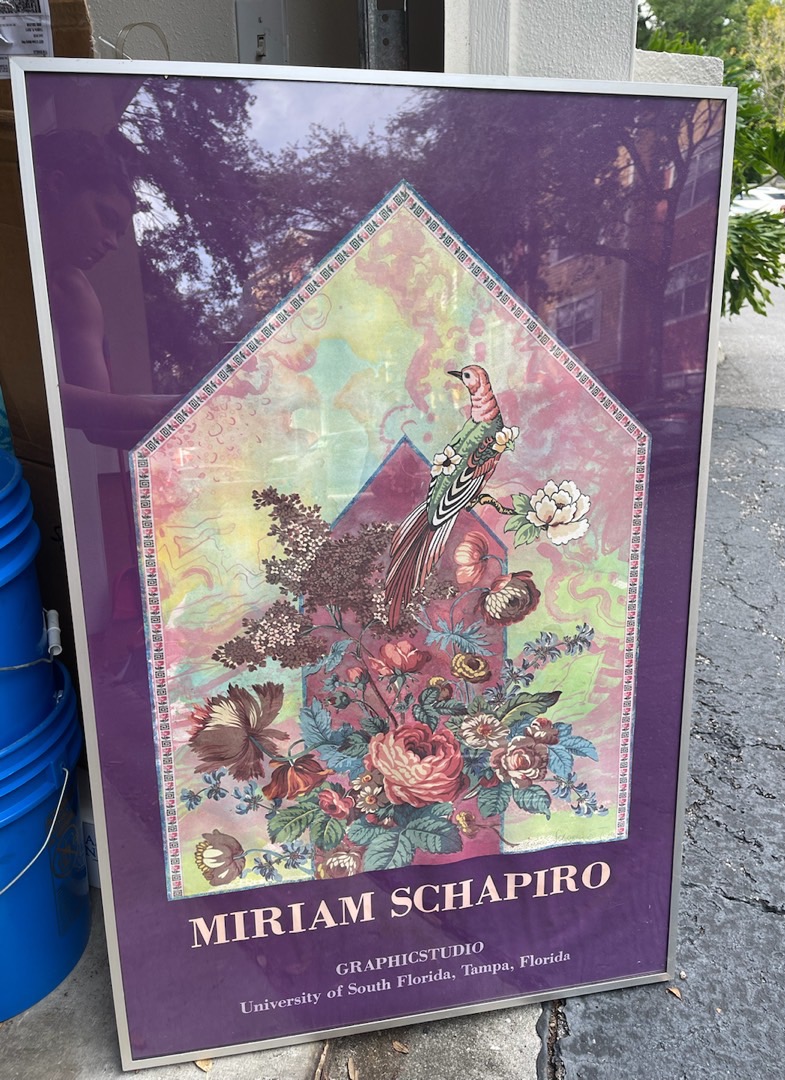 MIRIAM SCHAPIRO
GRAPHICSTUDIO
University of South Florida, Tampa, Florida